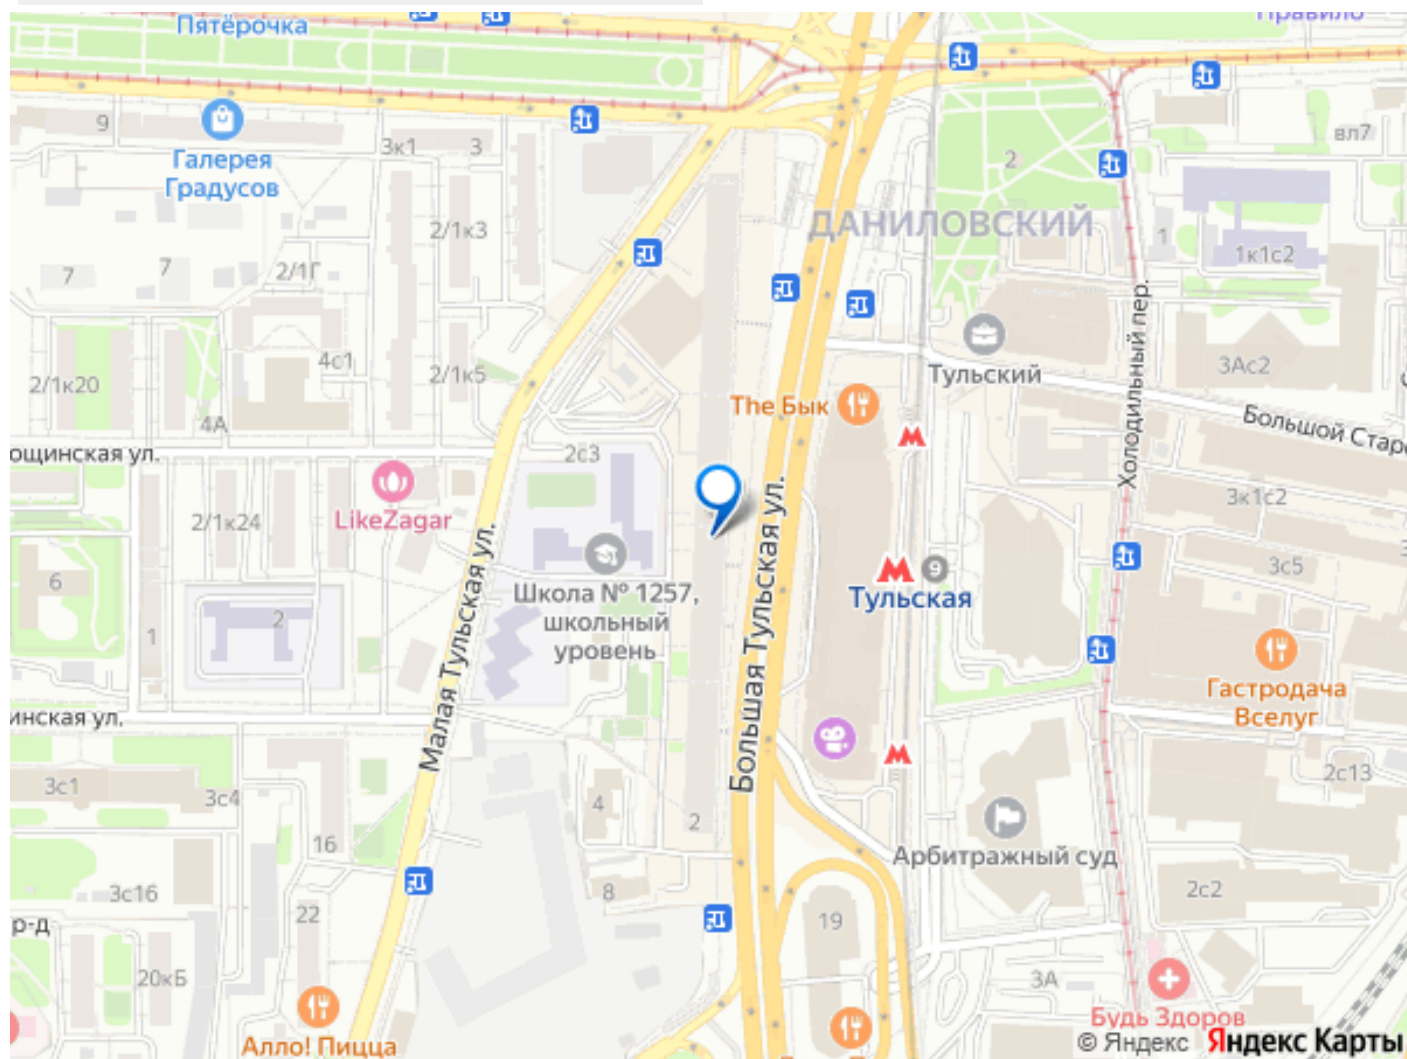 Пятёрочка
Правило
9
Галерея
Градусов
3к1
3
вл7
2
2/1к3
ДАНИЛОВСКИЙ
1
1к1с2
7
7
2/1Г
Холодильный пер.
4с1
2/1к5
Тульский
3Ас2
2/1к20
4А
The Бык
Большой Старо
ощинская ул.
2с3
3к1с2
2/1к24
LikeZagar
6
Школа № 1257,
школьный
уровень
Малая Тульская ул.
Большая Тульская ул.
9
Тульская
3с5
2
1
Гастродача
Вселуг
инская ул.
3с1
3с4
4
2
2с13
16
Арбитражный суд
3с16
8
2с2
22
19
р-д
20кБ
3А
Будь Здоров
Алло! Пицца
© Яндекс Яндекс Карты